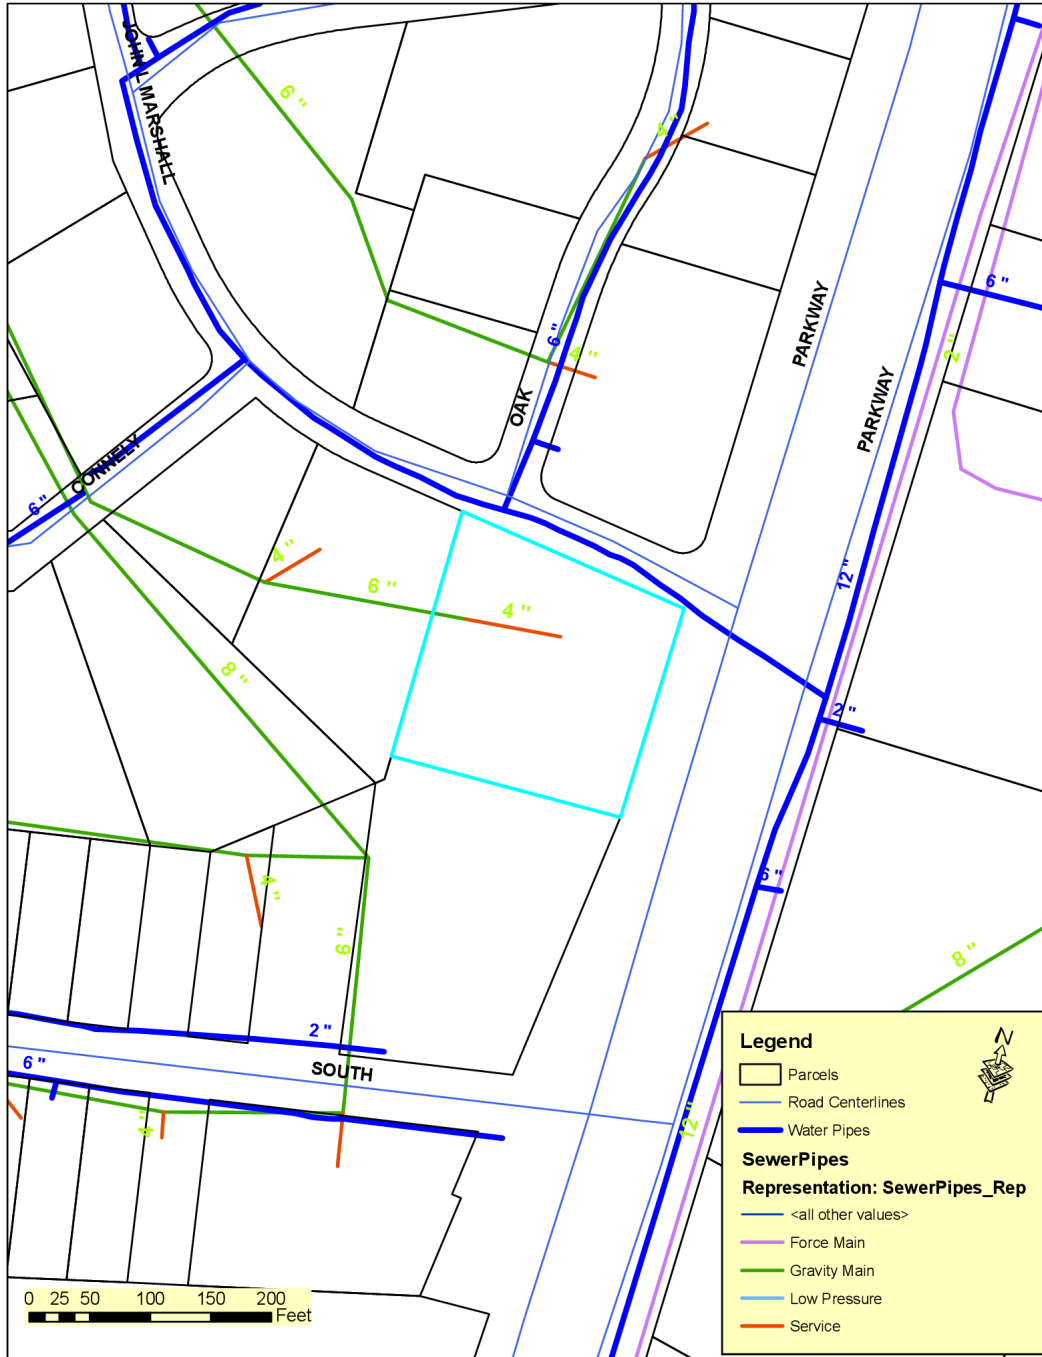 JOHN L MARSHALL
6"
4"
PARKWAY
6"
6"
2"
4"
OAK
PARKWAY
CONNELY
6"
4"
6"
4"
12"
8"
2"
4"
6"
6"
8"
2"
SOUTH
6"
4"
12"
Legend
Parcels
Road Centerlines
Water Pipes
SewerPipes
Representation: SewerPipes_Rep
<all other values>
Force Main
Gravity Main
Low Pressure
Service
N
0 25 50 100 150 200
Feet